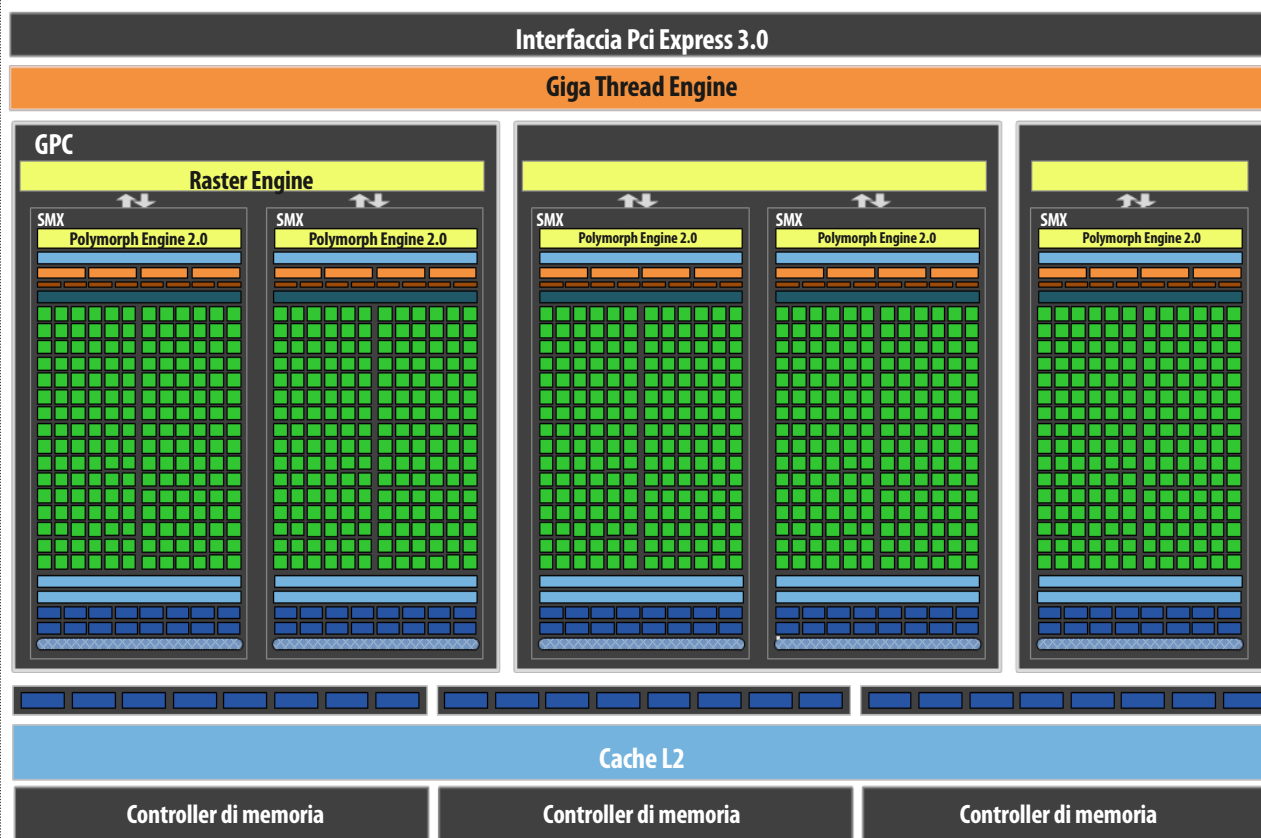 Interfaccia Pci Express 3.0
Giga Thread Engine
GPC
Raster Engine
SMX
Polymorph Engine 2.0
SMX
Polymorph Engine 2.0
SMX
Polymorph Engine 2.0
SMX
Polymorph Engine 2.0
SMX
Polymorph Engine 2.0
Cache L2
Controller di memoria
Controller di memoria
Controller di memoria